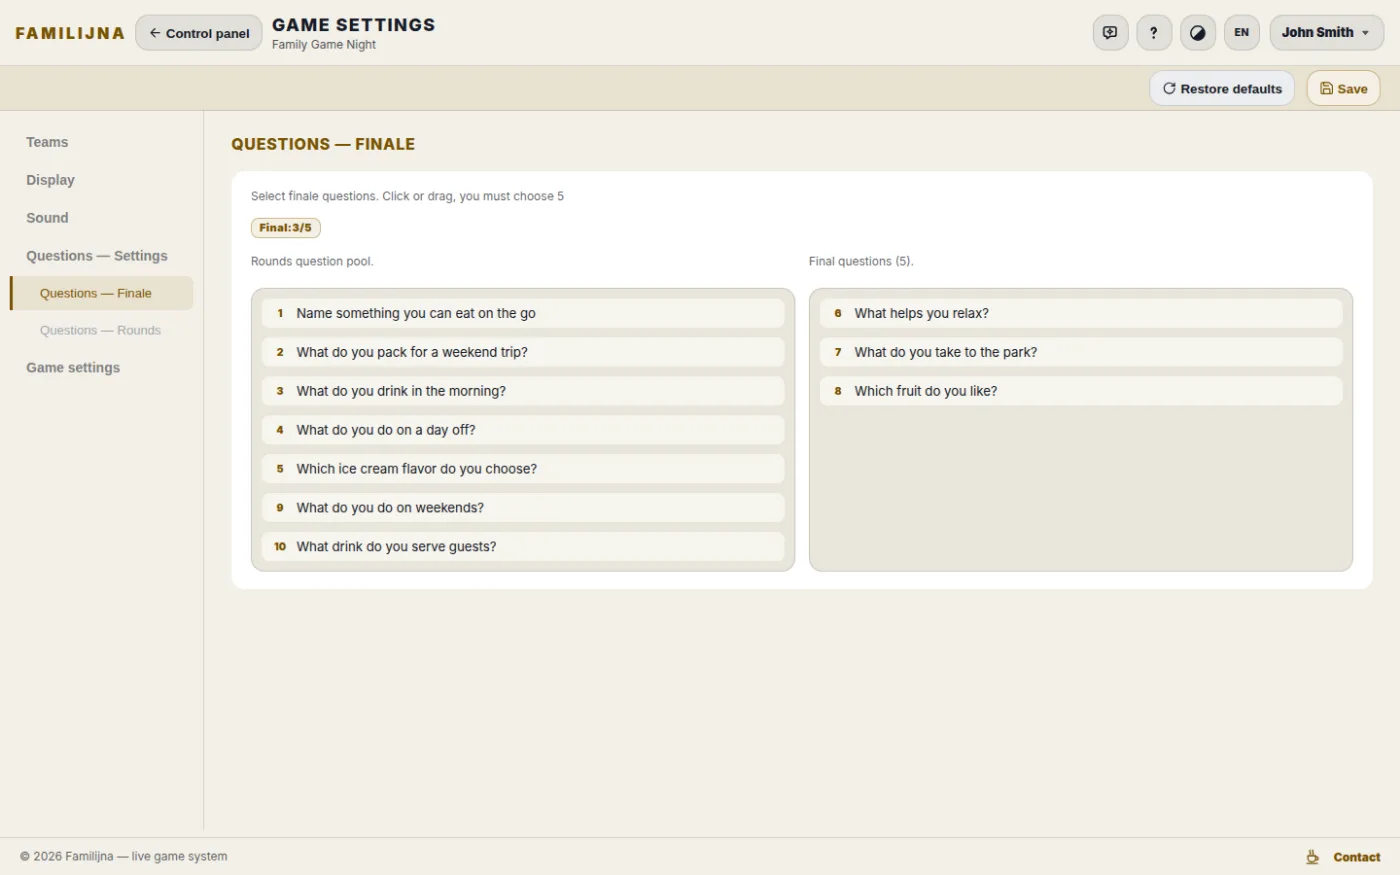 FAMILIJNA
Control panel
GAME SETTINGS
Family Game Night
?
EN
John Smith
Restore defaults
Save
Teams
Display
Sound
Questions — Settings
Questions — Finale
Questions — Rounds
Game settings
QUESTIONS — FINALE
Select finale questions. Click or drag, you must choose 5
Final:3/5
Rounds question pool.
1 Name something you can eat on the go
2 What do you pack for a weekend trip?
3 What do you drink in the morning?
4 What do you do on a day off?
5 Which ice cream flavor do you choose?
9 What do you do on weekends?
10 What drink do you serve guests?
Final questions (5).
6 What helps you relax?
7 What do you take to the park?
8 Which fruit do you like?
© 2026 Familijna — live game system
Contact